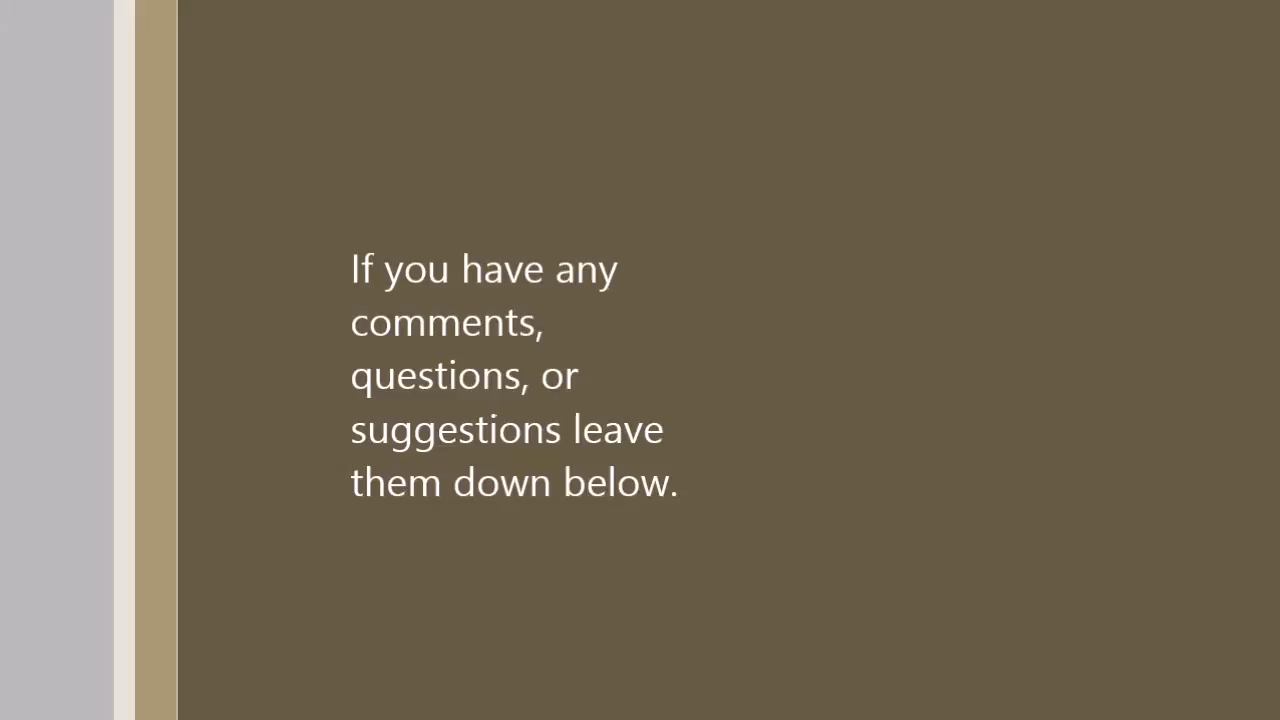 If you have any
comments,
questions, or
suggestions leave
them down below.